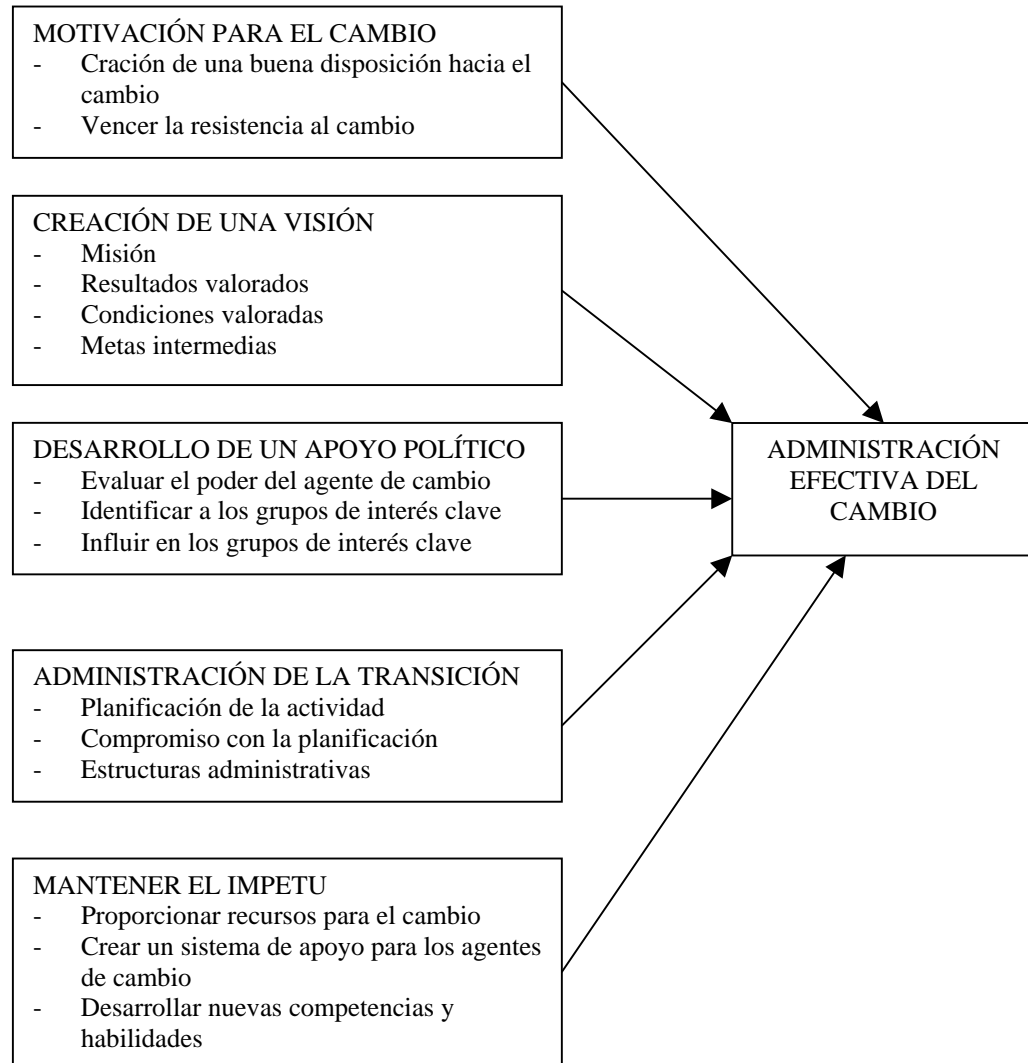 MOTIVACIÓN PARA EL CAMBIO
- Cración de una buena disposición hacia el
cambio
- Vencer la resistencia al cambio
CREACIÓN DE UNA VISIÓN
- Misión
- Resultados valorados
- Condiciones valoradas
- Metas intermedias
DESARROLLO DE UN APOYO POLÍTICO
- Evaluar el poder del agente de cambio
- Identificar a los grupos de interés clave
- Influir en los grupos de interés clave
ADMINISTRACIÓN DE LA TRANSICIÓN
- Planificación de la actividad
- Compromiso con la planificación
- Estructuras administrativas
MANTENER EL IMPETU
- Proporcionar recursos para el cambio
- Crear un sistema de apoyo para los agentes
de cambio
- Desarrollar nuevas competencias y
habilidades
ADMINISTRACIÓN
EFECTIVA DEL
CAMBIO